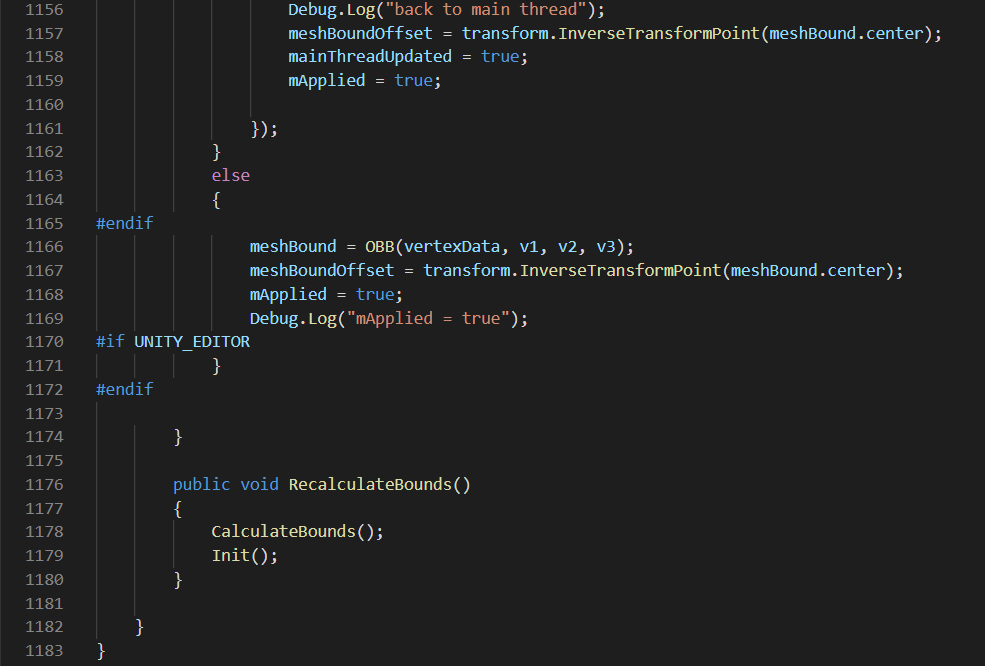 1156 Debug.Log("back to main thread");
1157 meshBoundOffset = transform.InverseTransformPoint(meshBound.center);
1158 mainThreadUpdated = true;
1159 mApplied = true;
1160
1161 });
1162 }
1163 else
1164 {
1165 #endif
1166 meshBound = OBB(vertexData, v1, v2, v3);
1167 meshBoundOffset = transform.InverseTransformPoint(meshBound.center);
1168 mApplied = true;
1169 Debug.Log("mApplied = true");
1170 #if UNITY_EDITOR
1171 }
1172 #endif
1173
1174 }
1175
1176 public void RecalculateBounds()
1177 {
1178 CalculateBounds();
1179 Init();
1180 }
1181
1182 }
1183 }